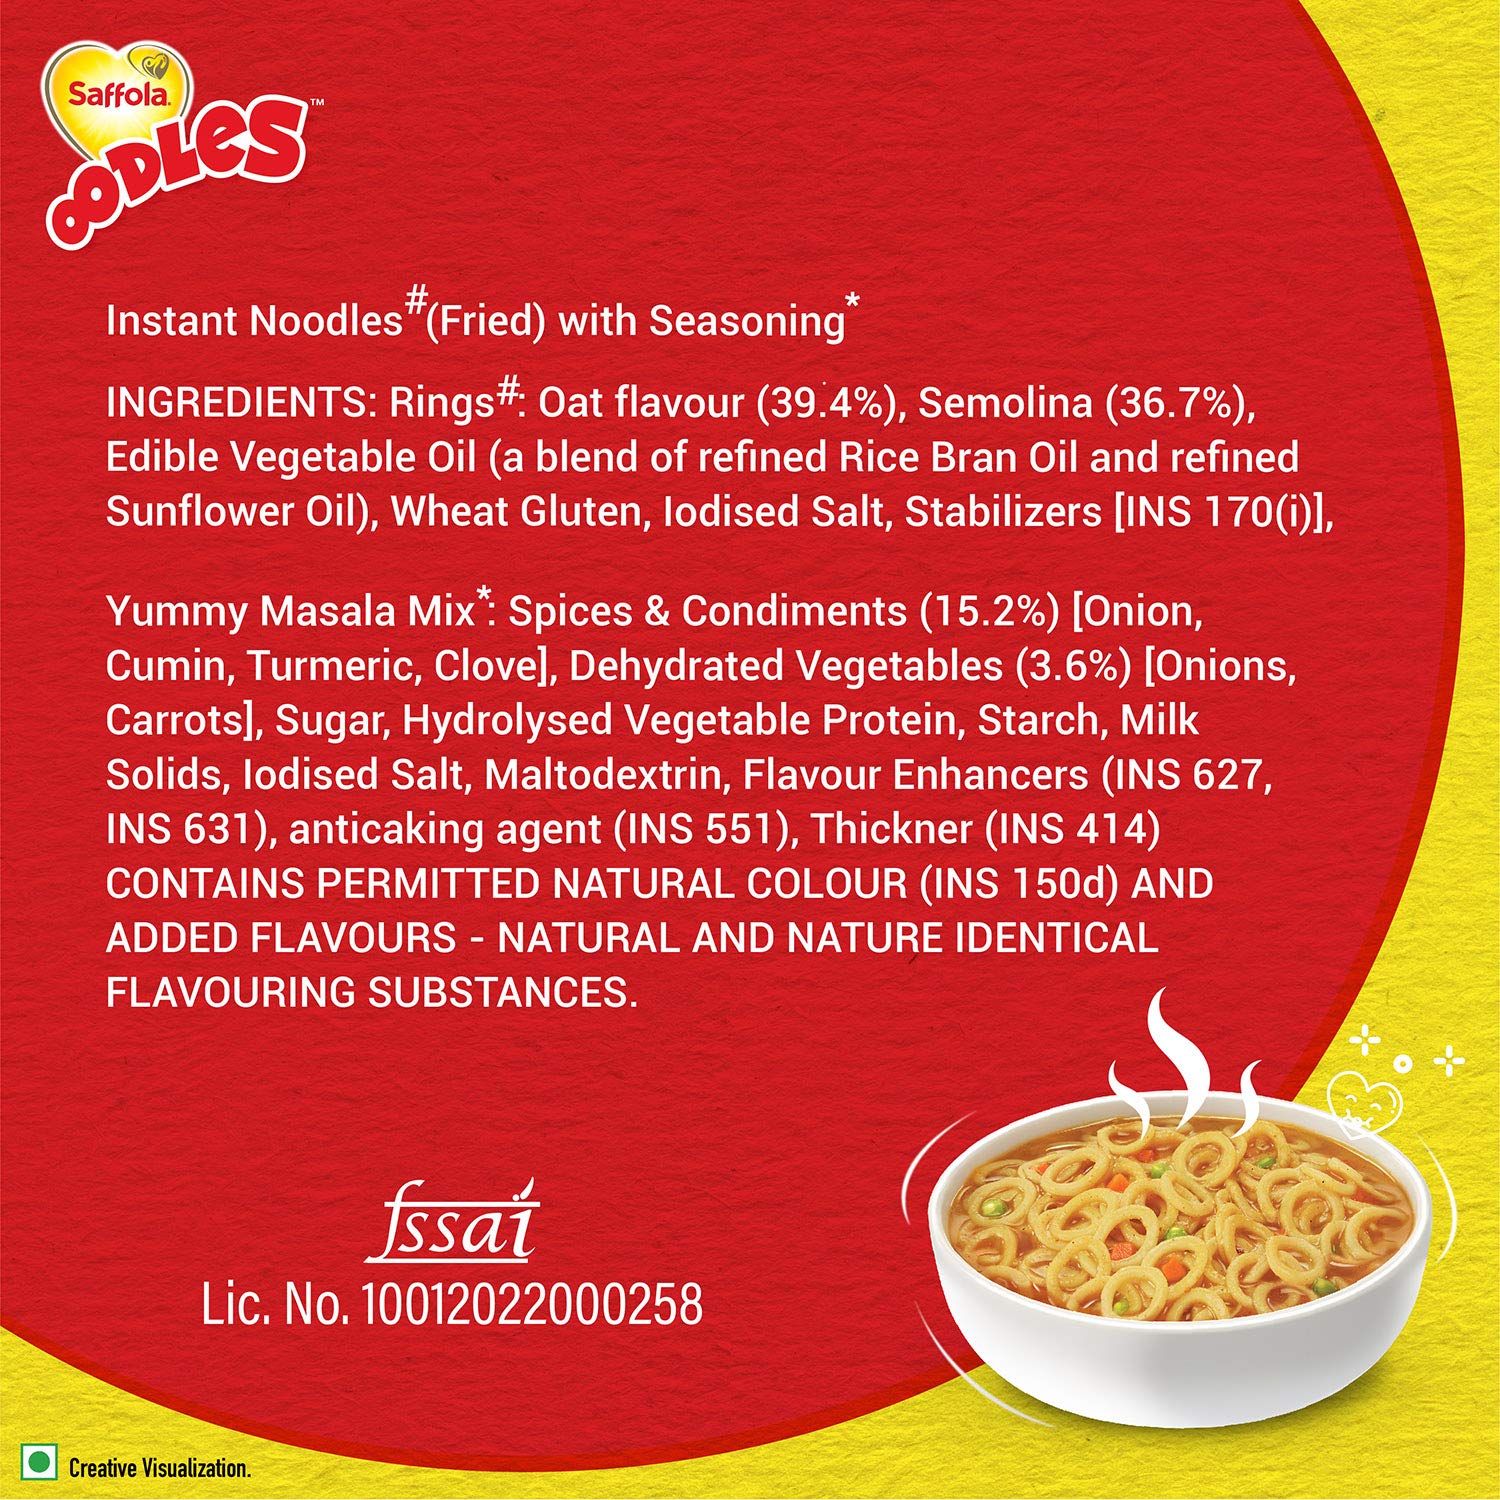 Saffola
OODLES™
Instant Noodles#(Fried) with Seasoning*
INGREDIENTS: Rings#: Oat flavour (39.4%), Semolina (36.7%),
Edible Vegetable Oil (a blend of refined Rice Bran Oil and refined
Sunflower Oil), Wheat Gluten, Iodised Salt, Stabilizers [INS 170(i)],
Yummy Masala Mix*: Spices & Condiments (15.2%) [Onion,
Cumin, Turmeric, Clove], Dehydrated Vegetables (3.6%) [Onions,
Carrots], Sugar, Hydrolysed Vegetable Protein, Starch, Milk
Solids, Iodised Salt, Maltodextrin, Flavour Enhancers (INS 627,
INS 631), anticaking agent (INS 551), Thickner (INS 414)
CONTAINS PERMITTED NATURAL COLOUR (INS 150d) AND
ADDED FLAVOURS - NATURAL AND NATURE IDENTICAL
FLAVOURING SUBSTANCES.
fssai
Lic. No. 10012022000258
Creative Visualization.